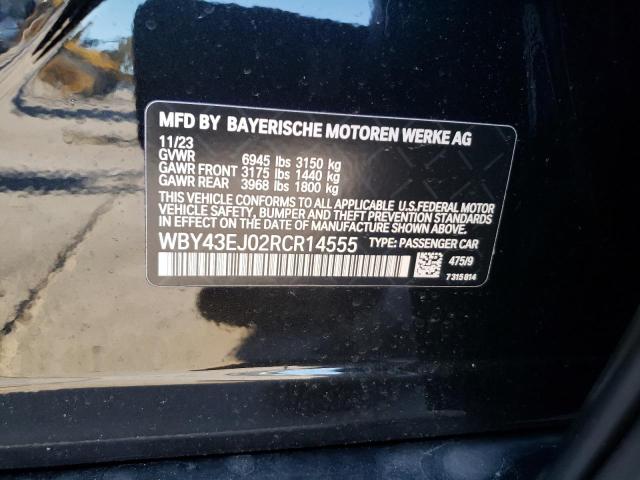 MFD BY BAYERISCHE MOTOREN WERKE AG
11/23
GVWR 6945 lbs 3150 kg
GAWR FRONT 3175 lbs 1440 kg
GAWR REAR 3968 lbs 1800 kg
THIS VEHICLE CONFORMS TO ALL APPLICABLE U.S.FEDERAL MOTOR
VEHICLE SAFETY, BUMPER, AND THEFT PREVENTION STANDARDS
IN EFFECT ON THE DATE OF MANUFACTURE SHOWN ABOVE.
WBY43EJ02RCR14555 TYPE: PASSENGER CAR
475/9
7315814